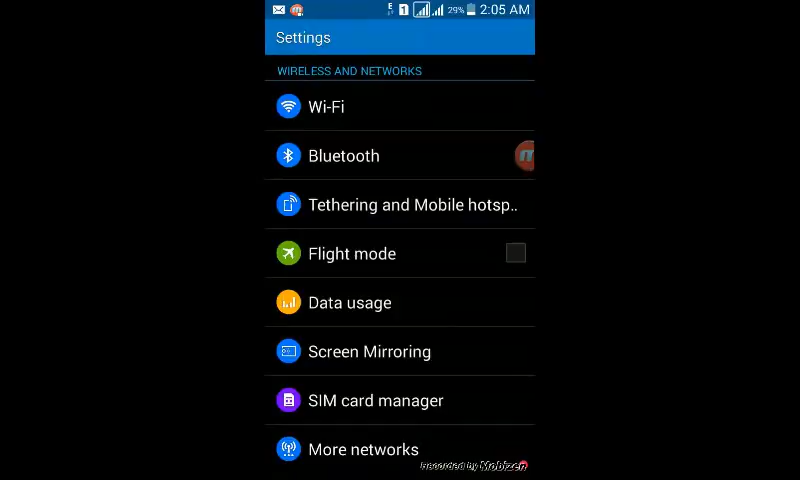 E 1 29% 2:05 AM
Settings
WIRELESS AND NETWORKS
Wi-Fi
Bluetooth
Tethering and Mobile hotsp..
Flight mode
Data usage
Screen Mirroring
SIM card manager
More networks
Recorded by Mobizen